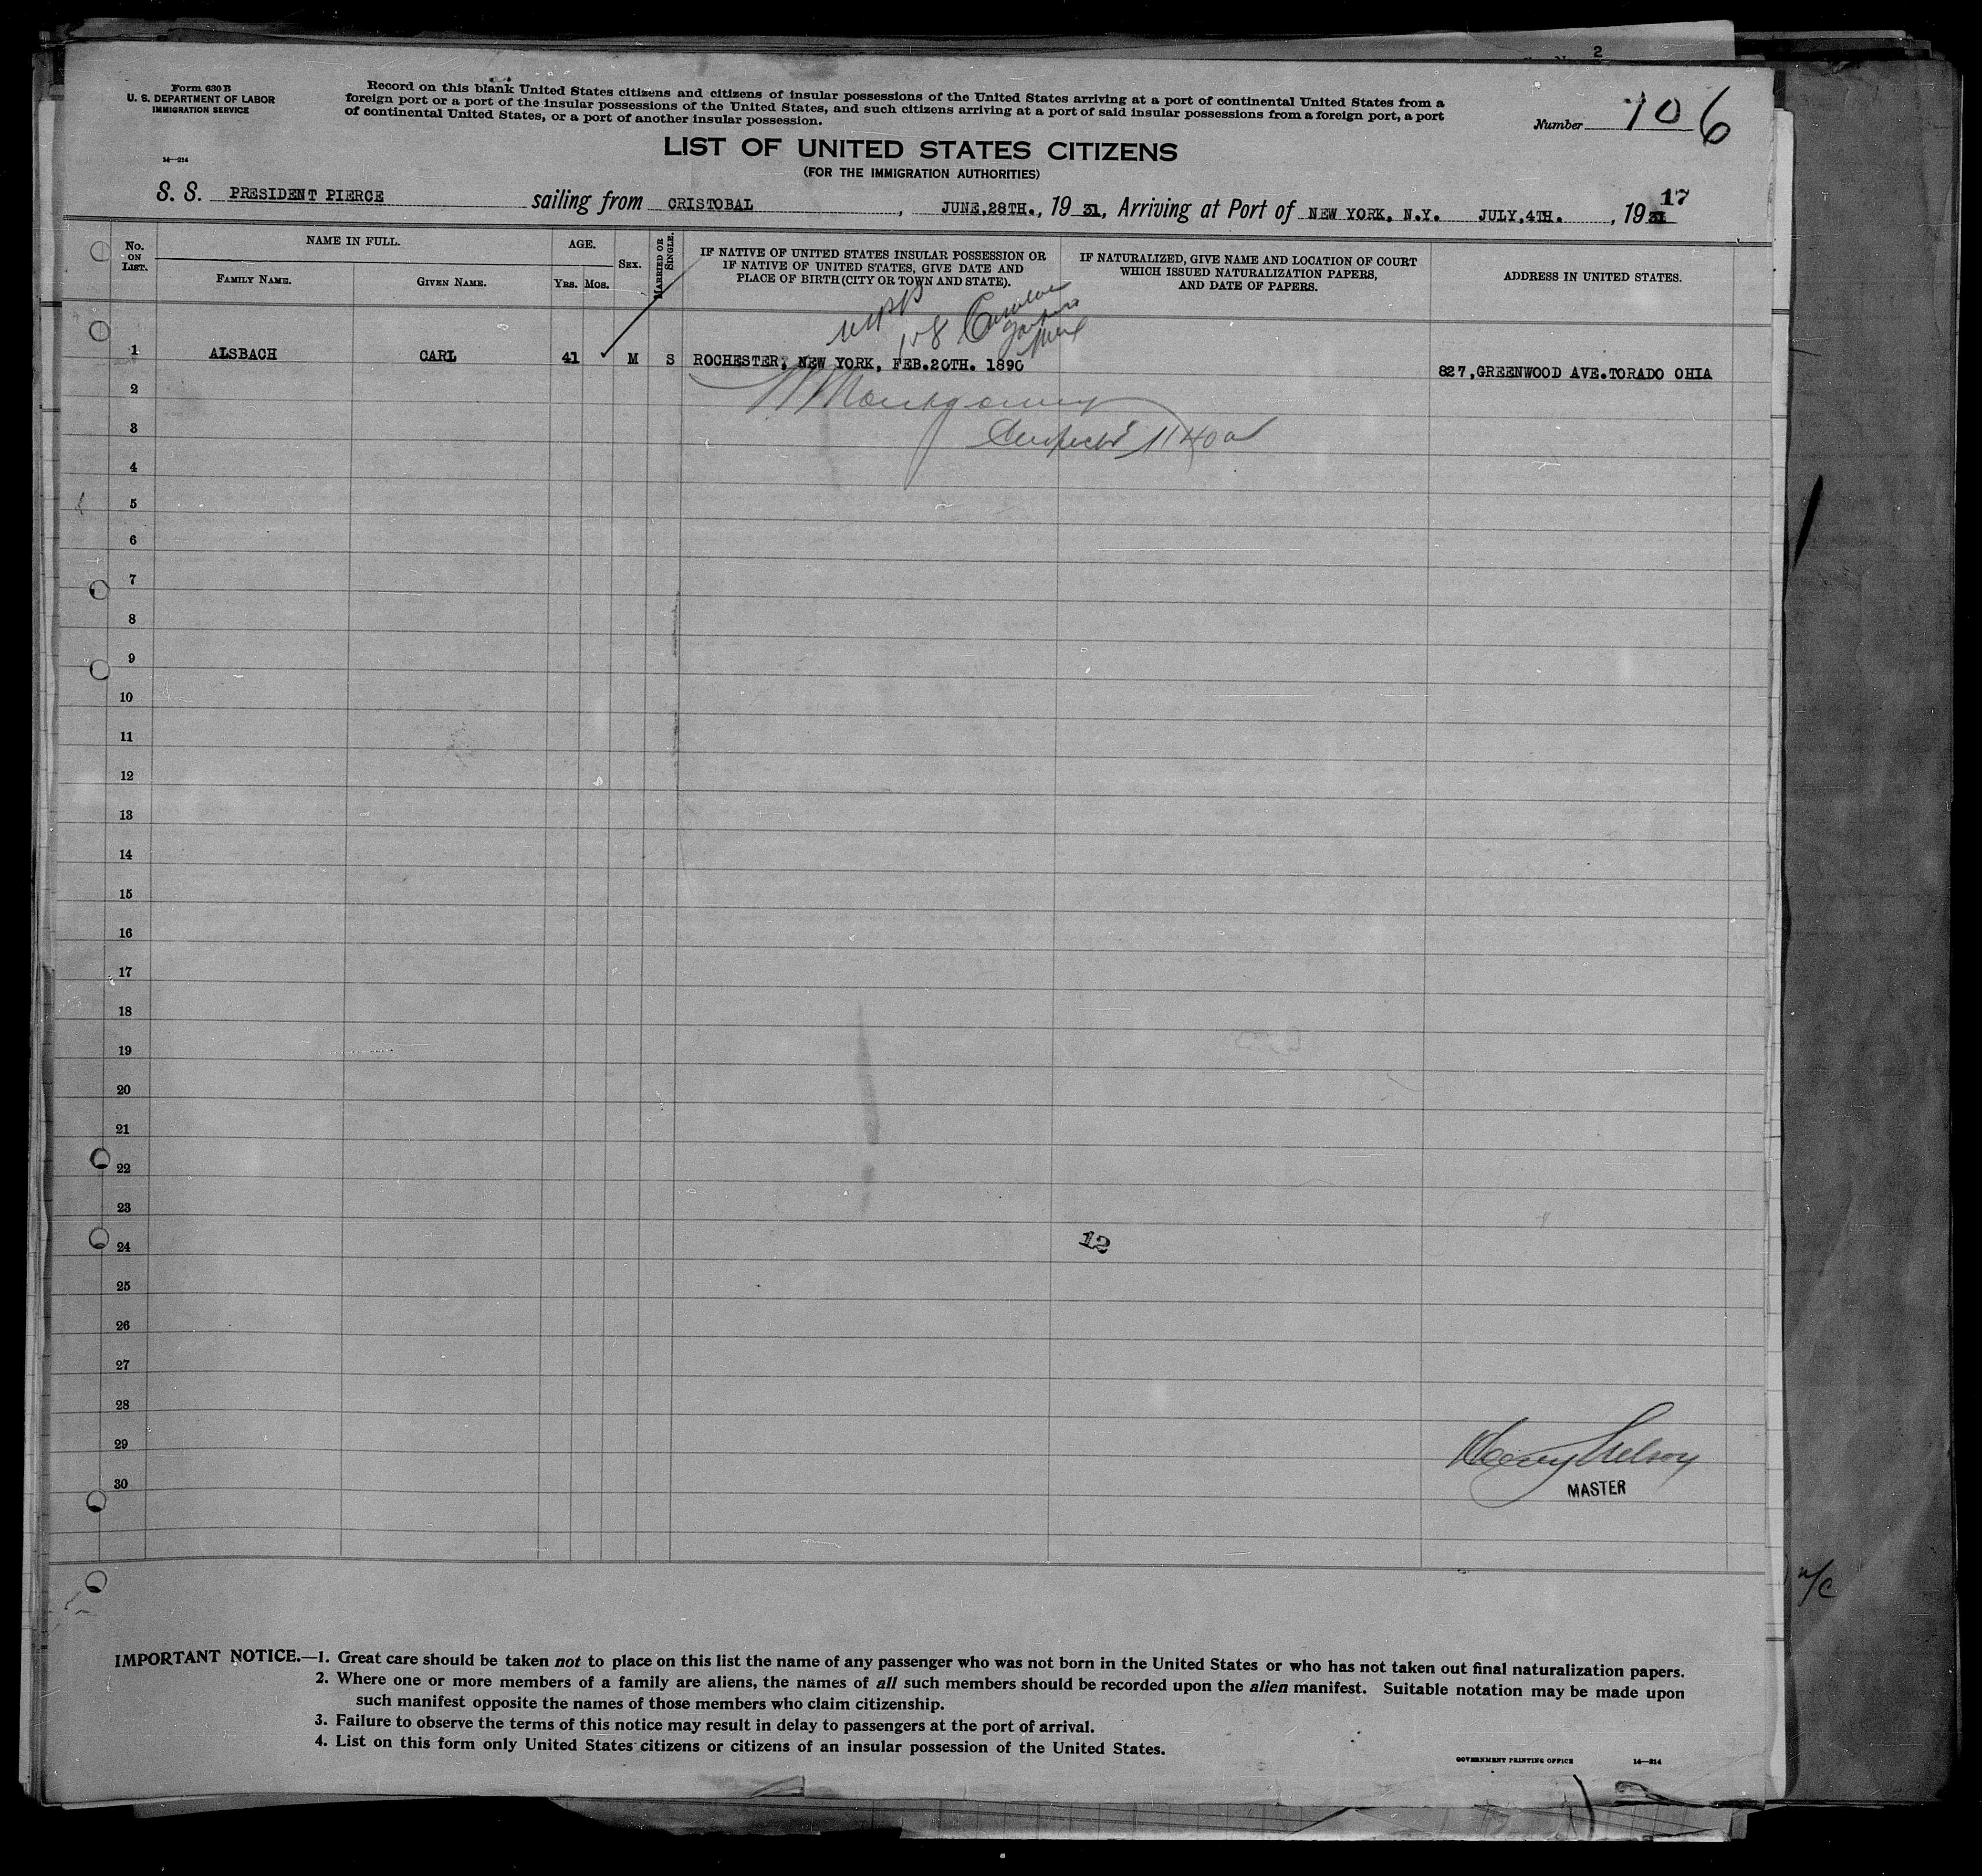 2
Form 630 B
U. S. DEPARTMENT OF LABOR
IMMIGRATION SERVICE
14—214
Record on this blank United States citizens and citizens of insular possessions of the United States arriving at a port of continental United States from a
foreign port or a port of the insular possessions of the United States, and such citizens arriving at a port of said insular possessions from a foreign port, a port
of continental United States, or a port of another insular possession.
Number 106
LIST OF UNITED STATES CITIZENS
(FOR THE IMMIGRATION AUTHORITIES)
17
S. S. PRESIDENT PIERCE sailing from CRISTOBAL, JUNE,28TH., 19 31, Arriving at Port of NEW YORK, N.Y. JULY,4TH., 19 31
No. ON LIST.
NAME IN FULL.
FAMILY NAME. GIVEN NAME.
AGE.
YRS. MOS.
SEX.
MARRIED OR SINGLE.
IF NATIVE OF UNITED STATES INSULAR POSSESSION OR
IF NATIVE OF UNITED STATES, GIVE DATE AND
PLACE OF BIRTH (CITY OR TOWN AND STATE).
IF NATURALIZED, GIVE NAME AND LOCATION OF COURT
WHICH ISSUED NATURALIZATION PAPERS,
AND DATE OF PAPERS.
ADDRESS IN UNITED STATES.
1 ALSBACH CARL 41 M S ROCHESTER, NEW YORK, FEB.20TH. 1890 827,GREENWOOD AVE.TORADO OHIA
Montgomery
2
3
4
5
6
7
8
9
10
11
12
13
14
15
16
17
18
19
20
21
22
23
24
12
25
26
27
28
29
30
MASTER
n/c
IMPORTANT NOTICE.—1. Great care should be taken not to place on this list the name of any passenger who was not born in the United States or who has not taken out final naturalization papers.
2. Where one or more members of a family are aliens, the names of all such members should be recorded upon the alien manifest. Suitable notation may be made upon
such manifest opposite the names of those members who claim citizenship.
3. Failure to observe the terms of this notice may result in delay to passengers at the port of arrival.
4. List on this form only United States citizens or citizens of an insular possession of the United States.
GOVERNMENT PRINTING OFFICE 14—214